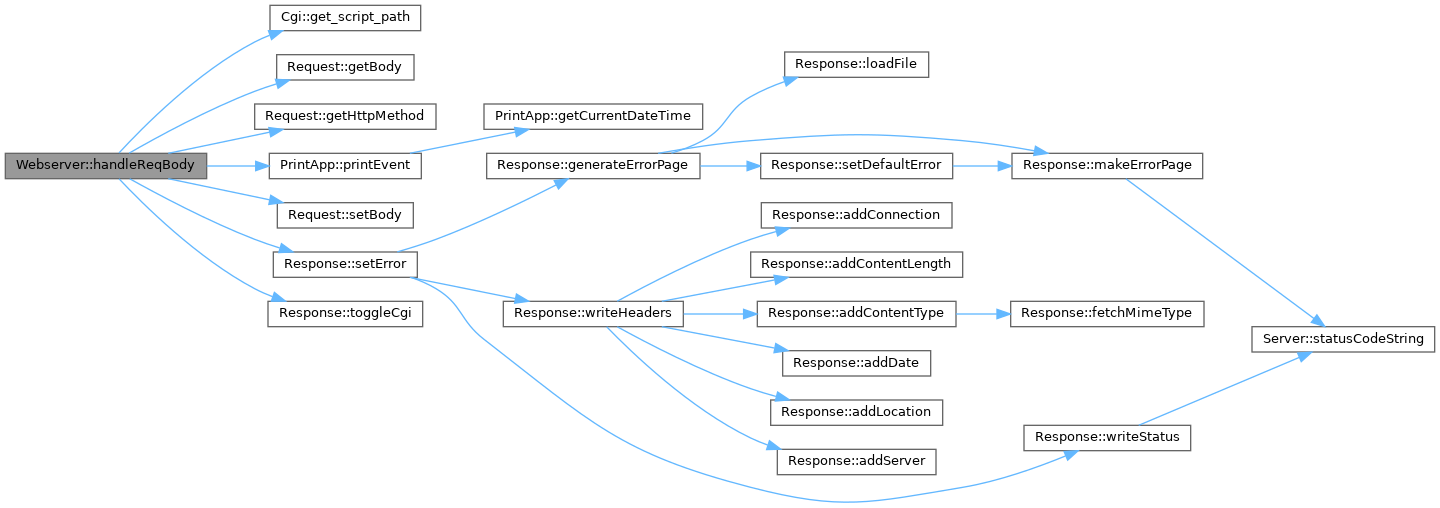 Webserver::handleReqBody
Cgi::get_script_path
Request::getBody
Request::getHttpMethod
PrintApp::printEvent
Request::setBody
Response::setError
Response::toggleCgi
PrintApp::getCurrentDateTime
Response::generateErrorPage
Response::writeHeaders
Response::loadFile
Response::setDefaultError
Response::addConnection
Response::addContentLength
Response::addContentType
Response::addDate
Response::addLocation
Response::addServer
Response::makeErrorPage
Response::fetchMimeType
Response::writeStatus
Server::statusCodeString